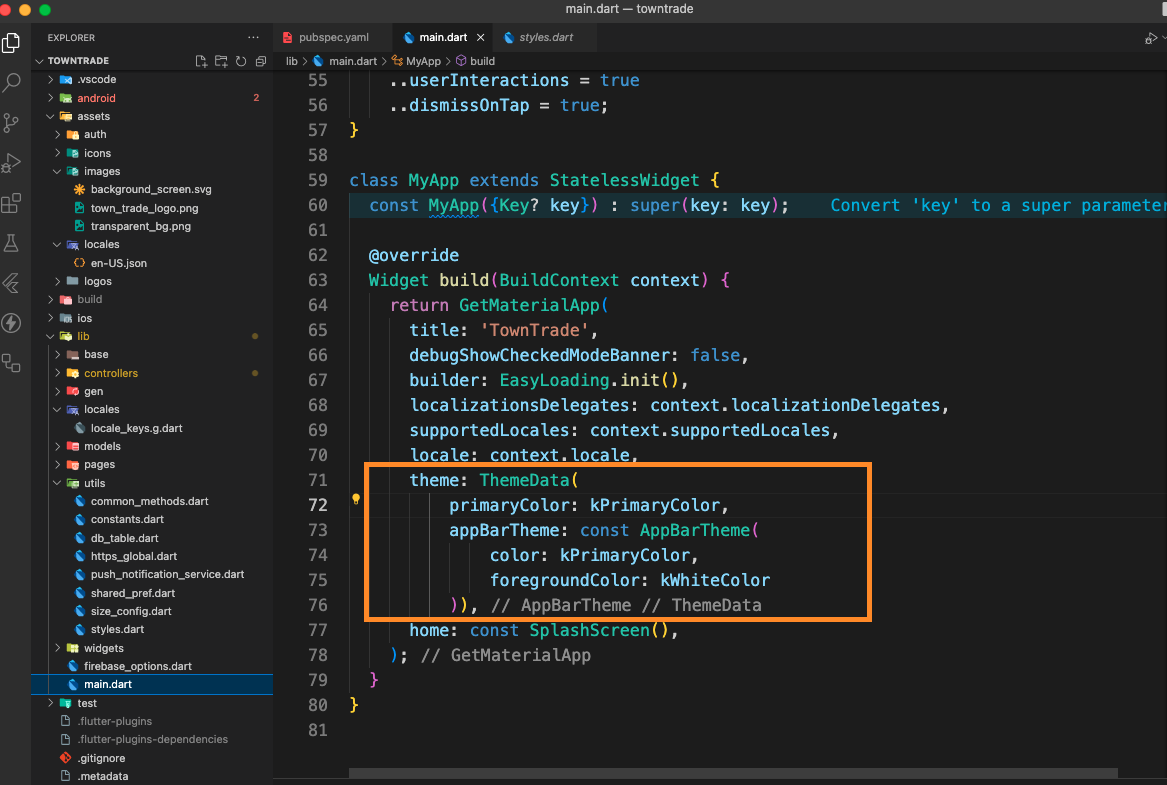 main.dart — towntrade
EXPLORER
pubspec.yaml
main.dart
styles.dart
TOWNTRADE
lib > main.dart > MyApp > build
.vscode
android 2
assets
auth
icons
images
background_screen.svg
town_trade_logo.png
transparent_bg.png
locales
en-US.json
logos
build
ios
lib
base
controllers
gen
locales
locale_keys.g.dart
models
pages
utils
common_methods.dart
constants.dart
db_table.dart
https_global.dart
push_notification_service.dart
shared_pref.dart
size_config.dart
styles.dart
widgets
firebase_options.dart
main.dart
test
.flutter-plugins
.flutter-plugins-dependencies
.gitignore
.metadata
55 ..userInteractions = true
56 ..dismissOnTap = true;
57 }
58
59 class MyApp extends StatelessWidget {
60 const MyApp({Key? key}) : super(key: key); Convert 'key' to a super parameter
61
62 @override
63 Widget build(BuildContext context) {
64 return GetMaterialApp(
65 title: 'TownTrade',
66 debugShowCheckedModeBanner: false,
67 builder: EasyLoading.init(),
68 localizationsDelegates: context.localizationDelegates,
69 supportedLocales: context.supportedLocales,
70 locale: context.locale,
71 theme: ThemeData(
72 primaryColor: kPrimaryColor,
73 appBarTheme: const AppBarTheme(
74 color: kPrimaryColor,
75 foregroundColor: kWhiteColor
76 )), // AppBarTheme // ThemeData
77 home: const SplashScreen(),
78 ); // GetMaterialApp
79 }
80 }
81